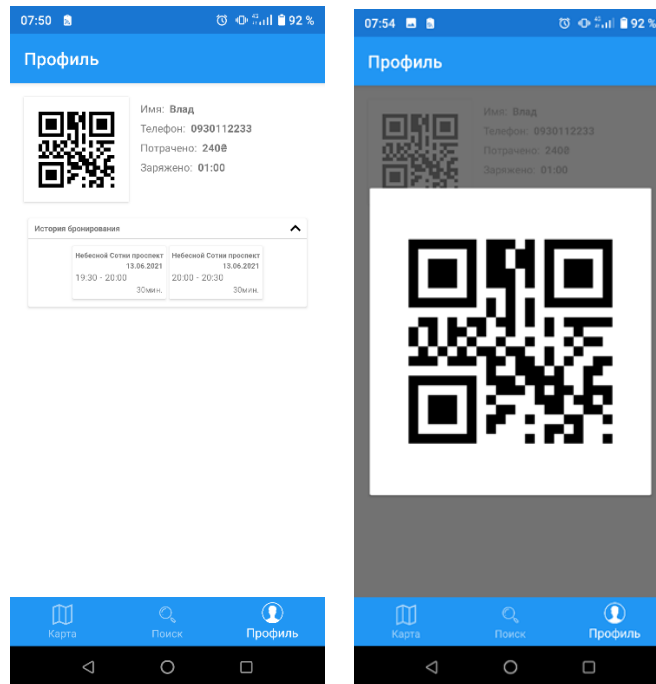 07:50
92 %
Профиль
Имя: Влад
Телефон: 0930112233
Потрачено: 240₴
Заряжено: 01:00
История бронирования
Небесной Сотни проспект
13.06.2021
19:30 - 20:00
30мин.
Небесной Сотни проспект
13.06.2021
20:00 - 20:30
30мин.
Карта
Поиск
Профиль
07:54
92 %
Профиль
Имя: Влад
Телефон: 0930112233
Потрачено: 240₴
Заряжено: 01:00
Карта
Поиск
Профиль